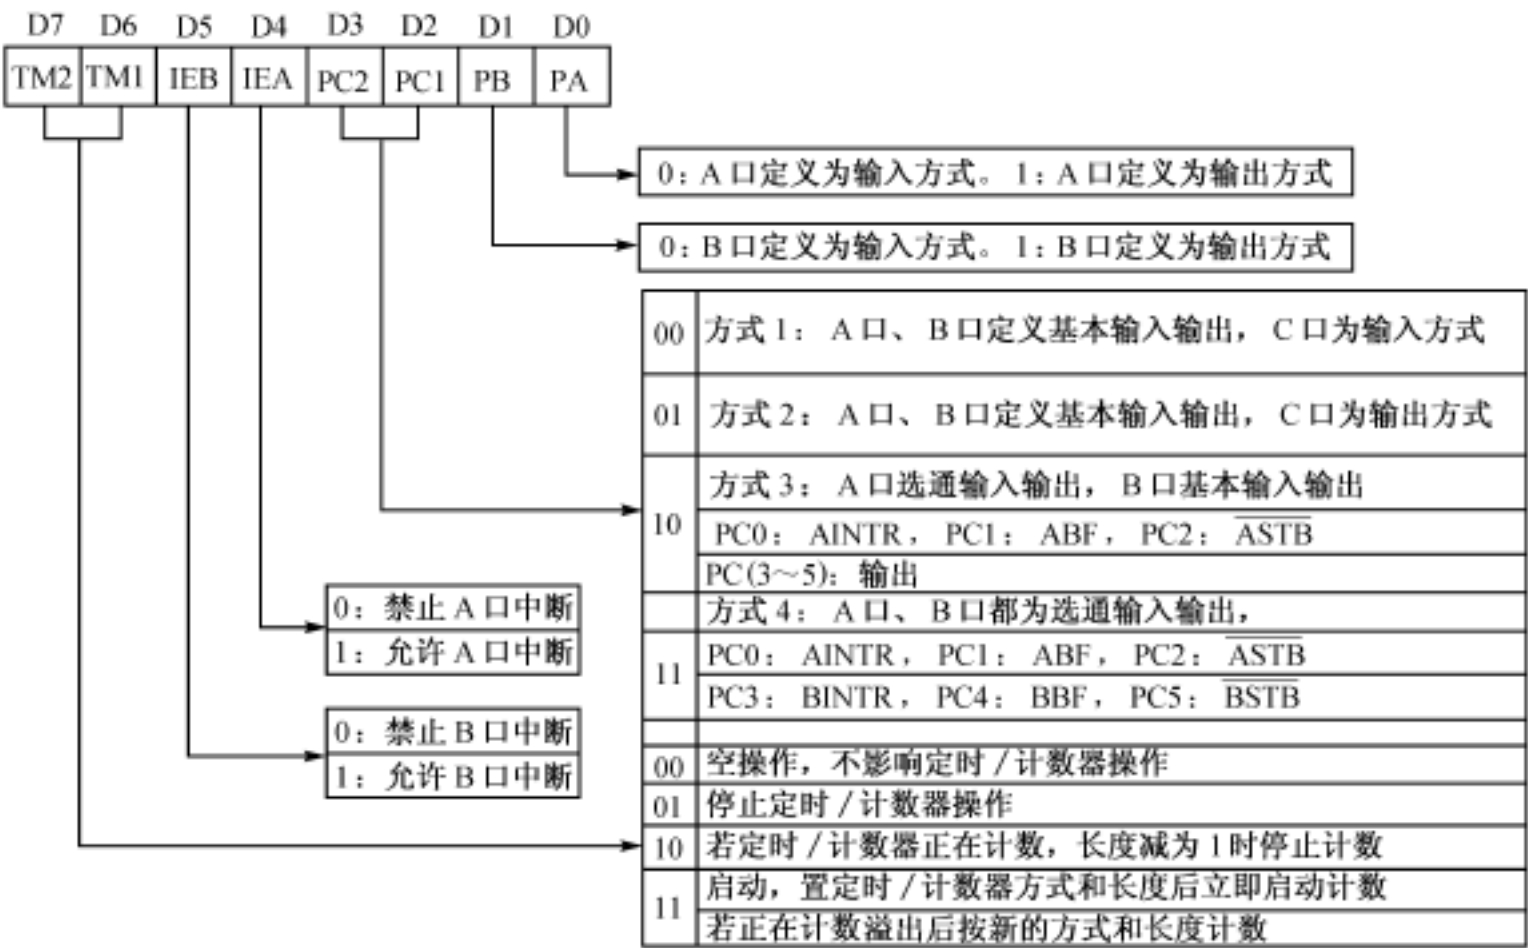 D7 D6 D5 D4 D3 D2 D1 D0
TM2 TM1 IEB IEA PC2 PC1 PB PA
0：A 口定义为输入方式。 1：A 口定义为输出方式
0：B 口定义为输入方式。 1：B 口定义为输出方式
00 方式 1： A 口、 B 口定义基本输入输出， C 口为输入方式
01 方式 2： A 口、 B 口定义基本输入输出， C 口为输出方式
10 方式 3： A 口选通输入输出， B 口基本输入输出
PC0： AINTR， PC1： ABF， PC2： A̅S̅T̅B̅
PC(3～5)：输出
方式 4： A 口、 B 口都为选通输入输出，
11 PC0： AINTR， PC1： ABF， PC2： A̅S̅T̅B̅
PC3： BINTR， PC4： BBF， PC5： B̅S̅T̅B̅
0：禁止 A 口中断
1：允许 A 口中断
0：禁止 B 口中断
1：允许 B 口中断
00 空操作，不影响定时 / 计数器操作
01 停止定时 / 计数器操作
10 若定时 / 计数器正在计数，长度减为 1 时停止计数
11 启动，置定时 / 计数器方式和长度后立即启动计数
若正在计数溢出后按新的方式和长度计数